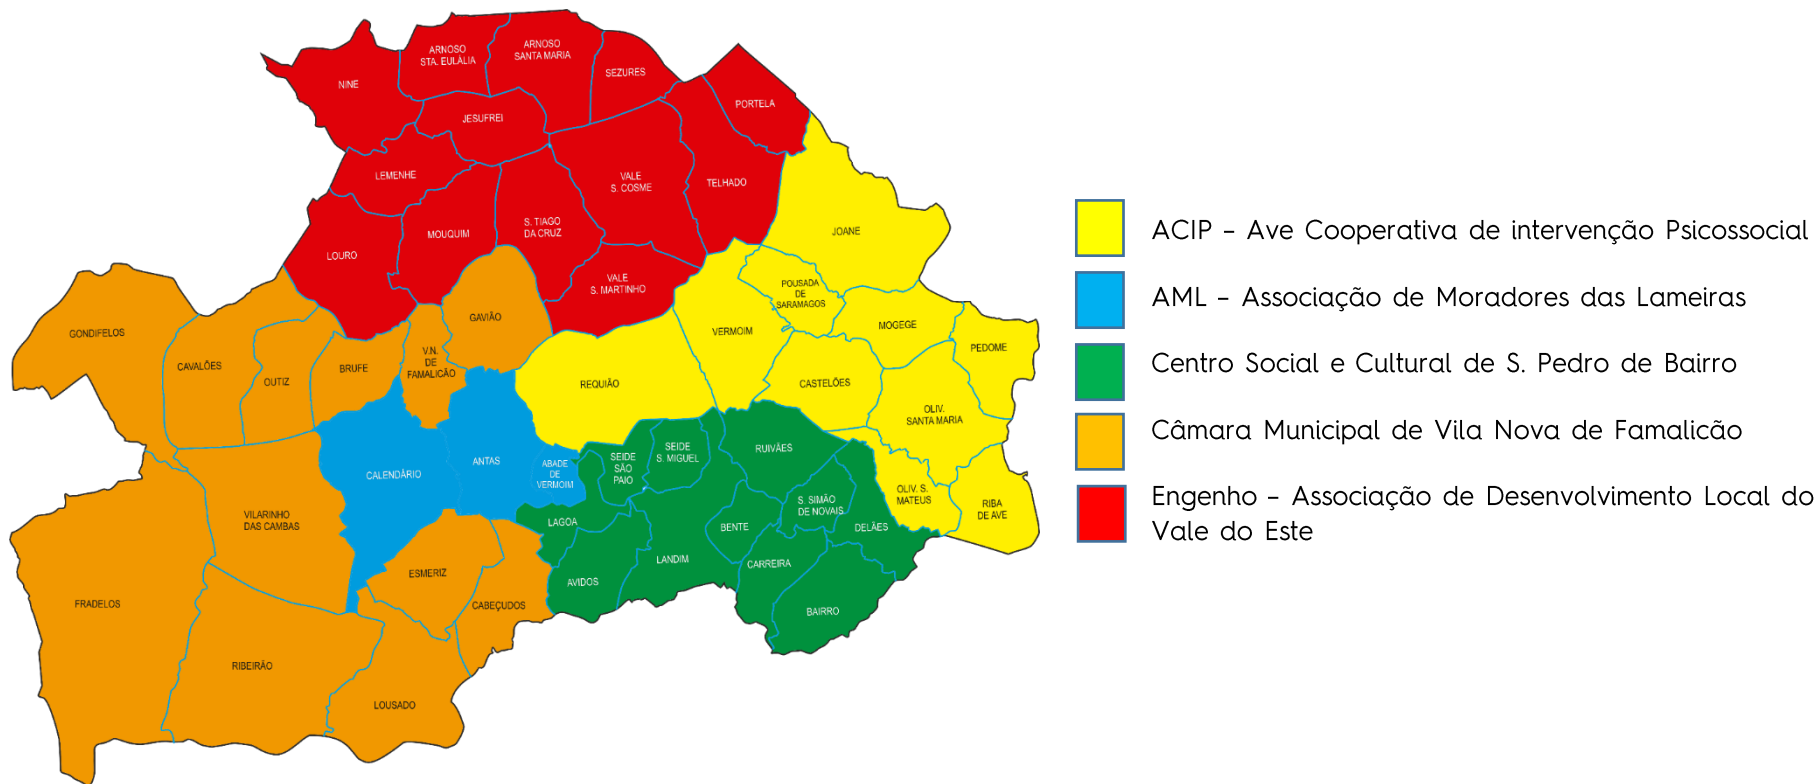 NINE
ARNOSO
STA. EULÁLIA
ARNOSO
SANTA MARIA
SEZURES
PORTELA
JESUFREI
LEMENHE
VALE
S. COSME
TELHADO
LOURO
MOUQUIM
S. TIAGO
DA CRUZ
VALE
S. MARTINHO
JOANE
POUSADA
DE
SARAMAGOS
VERMOIM
MOGEGE
PEDOME
GONDIFELOS
CAVALÕES
OUTIZ
BRUFE
V.N.
DE
FAMALICÃO
GAVIÃO
REQUIÃO
CASTELÕES
OLIV.
SANTA MARIA
OLIV. S.
MATEUS
RIBA
DE AVE
CALENDÁRIO
ANTAS
ABADE
DE
VERMOIM
SEIDE
SÃO
PAIO
SEIDE
S. MIGUEL
RUIVÃES
S. SIMÃO
DE NOVAIS
DELÃES
LAGOA
AVIDOS
LANDIM
BENTE
CARREIRA
BAIRRO
VILARINHO
DAS CAMBAS
FRADELOS
RIBEIRÃO
LOUSADO
ESMERIZ
CABEÇUDOS
ACIP - Ave Cooperativa de intervenção Psicossocial
AML - Associação de Moradores das Lameiras
Centro Social e Cultural de S. Pedro de Bairro
Câmara Municipal de Vila Nova de Famalicão
Engenho - Associação de Desenvolvimento Local do
Vale do Este